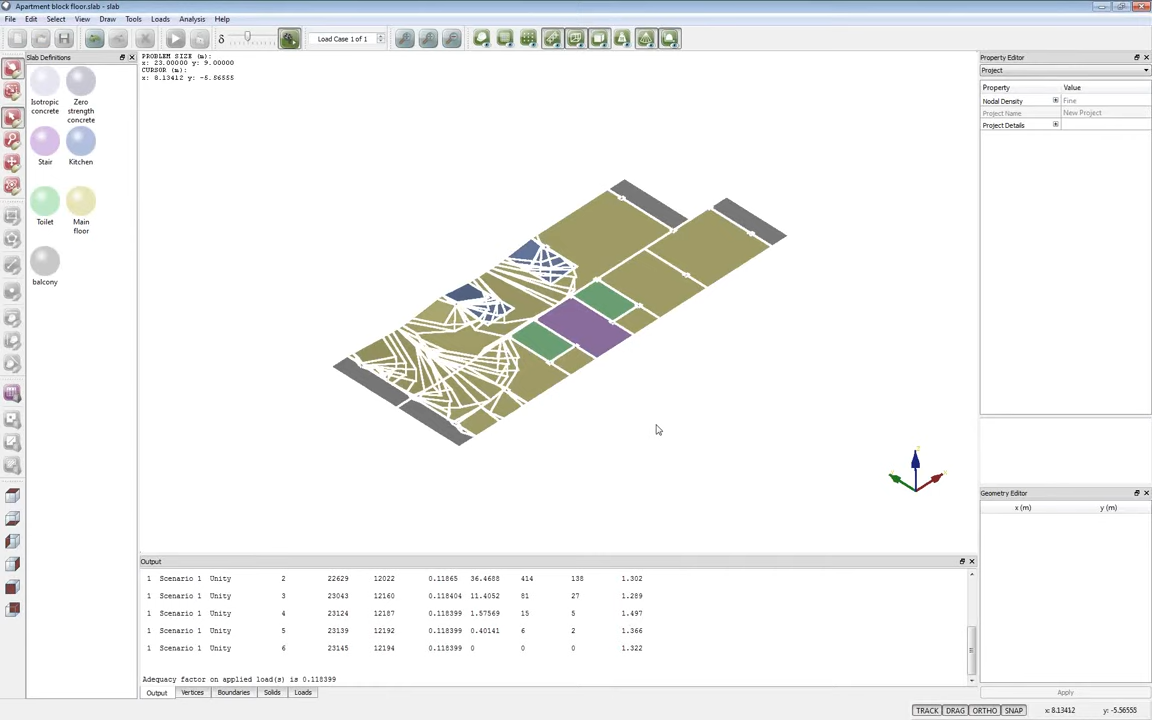 Apartment block floor.slab - slab
File Edit Select View Draw Tools Loads Analysis Help
δ Load Case 1 of 1
Slab Definitions
Isotropic concrete
Zero strength concrete
Stair
Kitchen
Toilet
Main floor
balcony
PROBLEM SIZE (m):
x: 23.00000 y: 9.00000
CURSOR (m):
x: 8.13412 y: -5.56555
Property Editor
Project
Property Value
Nodal Density Fine
Project Name New Project
Project Details
Geometry Editor
x (m) y (m)
Output
1 Scenario 1 Unity 2 22629 12022 0.11865 36.4688 414 138 1.302
1 Scenario 1 Unity 3 23043 12160 0.118404 11.4052 81 27 1.289
1 Scenario 1 Unity 4 23124 12187 0.118399 1.57569 15 5 1.497
1 Scenario 1 Unity 5 23139 12192 0.118399 0.40141 6 2 1.366
1 Scenario 1 Unity 6 23145 12194 0.118399 0 0 0 1.322
Adequacy factor on applied load(s) is 0.118399
Output Vertices Boundaries Solids Loads
Apply
TRACK DRAG ORTHO SNAP x: 8.13412 y: -5.56555